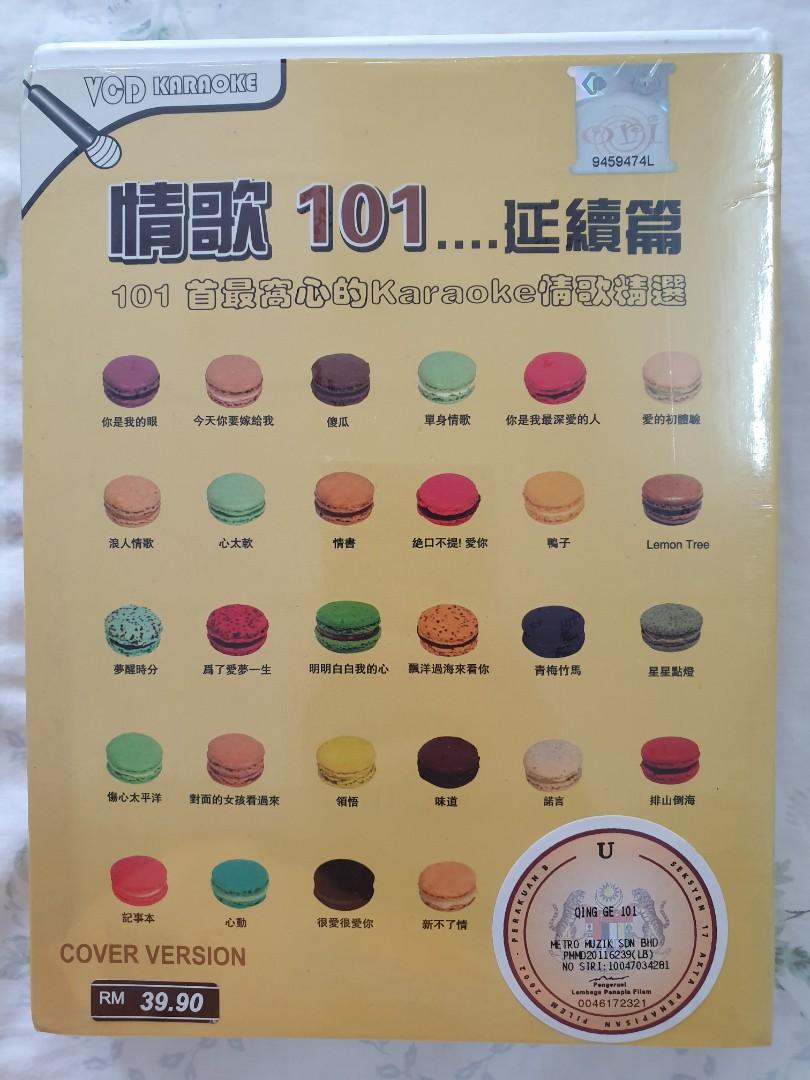 VCD KARAOKE
9459474L
情歌 101....延續篇
101 首最窩心的Karaoke情歌精選
你是我的眼 今天你要嫁給我 傻瓜 單身情歌 你是我最深愛的人 愛的初體驗
浪人情歌 心太軟 情書 絕口不提! 愛你 鴨子 Lemon Tree
夢醒時分 爲了愛夢一生 明明白白我的心 飄洋過海來看你 青梅竹馬 星星點燈
傷心太平洋 對面的女孩看過來 領悟 味道 諾言 排山倒海
記事本 心動 很愛很愛你 新不了情
COVER VERSION
RM 39.90
U
PERAKUAN B
SEKSYEN 17 - AKTA PENAPISAN FILEM 2002
QING GE 101
METRO MUZIK SDN BHD
PMMD20116239(LB)
NO SIRI:10047034281
Pengerusi
Lembaga Penapis Filem
0046172321